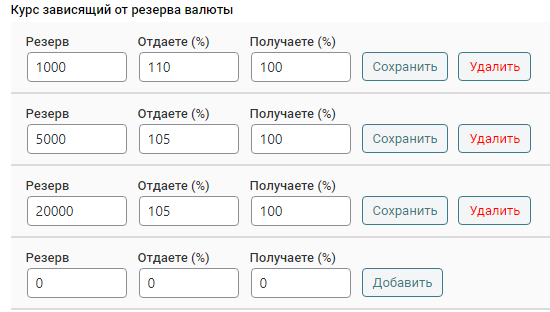 Курс зависящий от резерва валюты
Резерв Отдаете (%) Получаете (%)
1000 110 100 Сохранить Удалить
Резерв Отдаете (%) Получаете (%)
5000 105 100 Сохранить Удалить
Резерв Отдаете (%) Получаете (%)
20000 105 100 Сохранить Удалить
Резерв Отдаете (%) Получаете (%)
0 0 0 Добавить